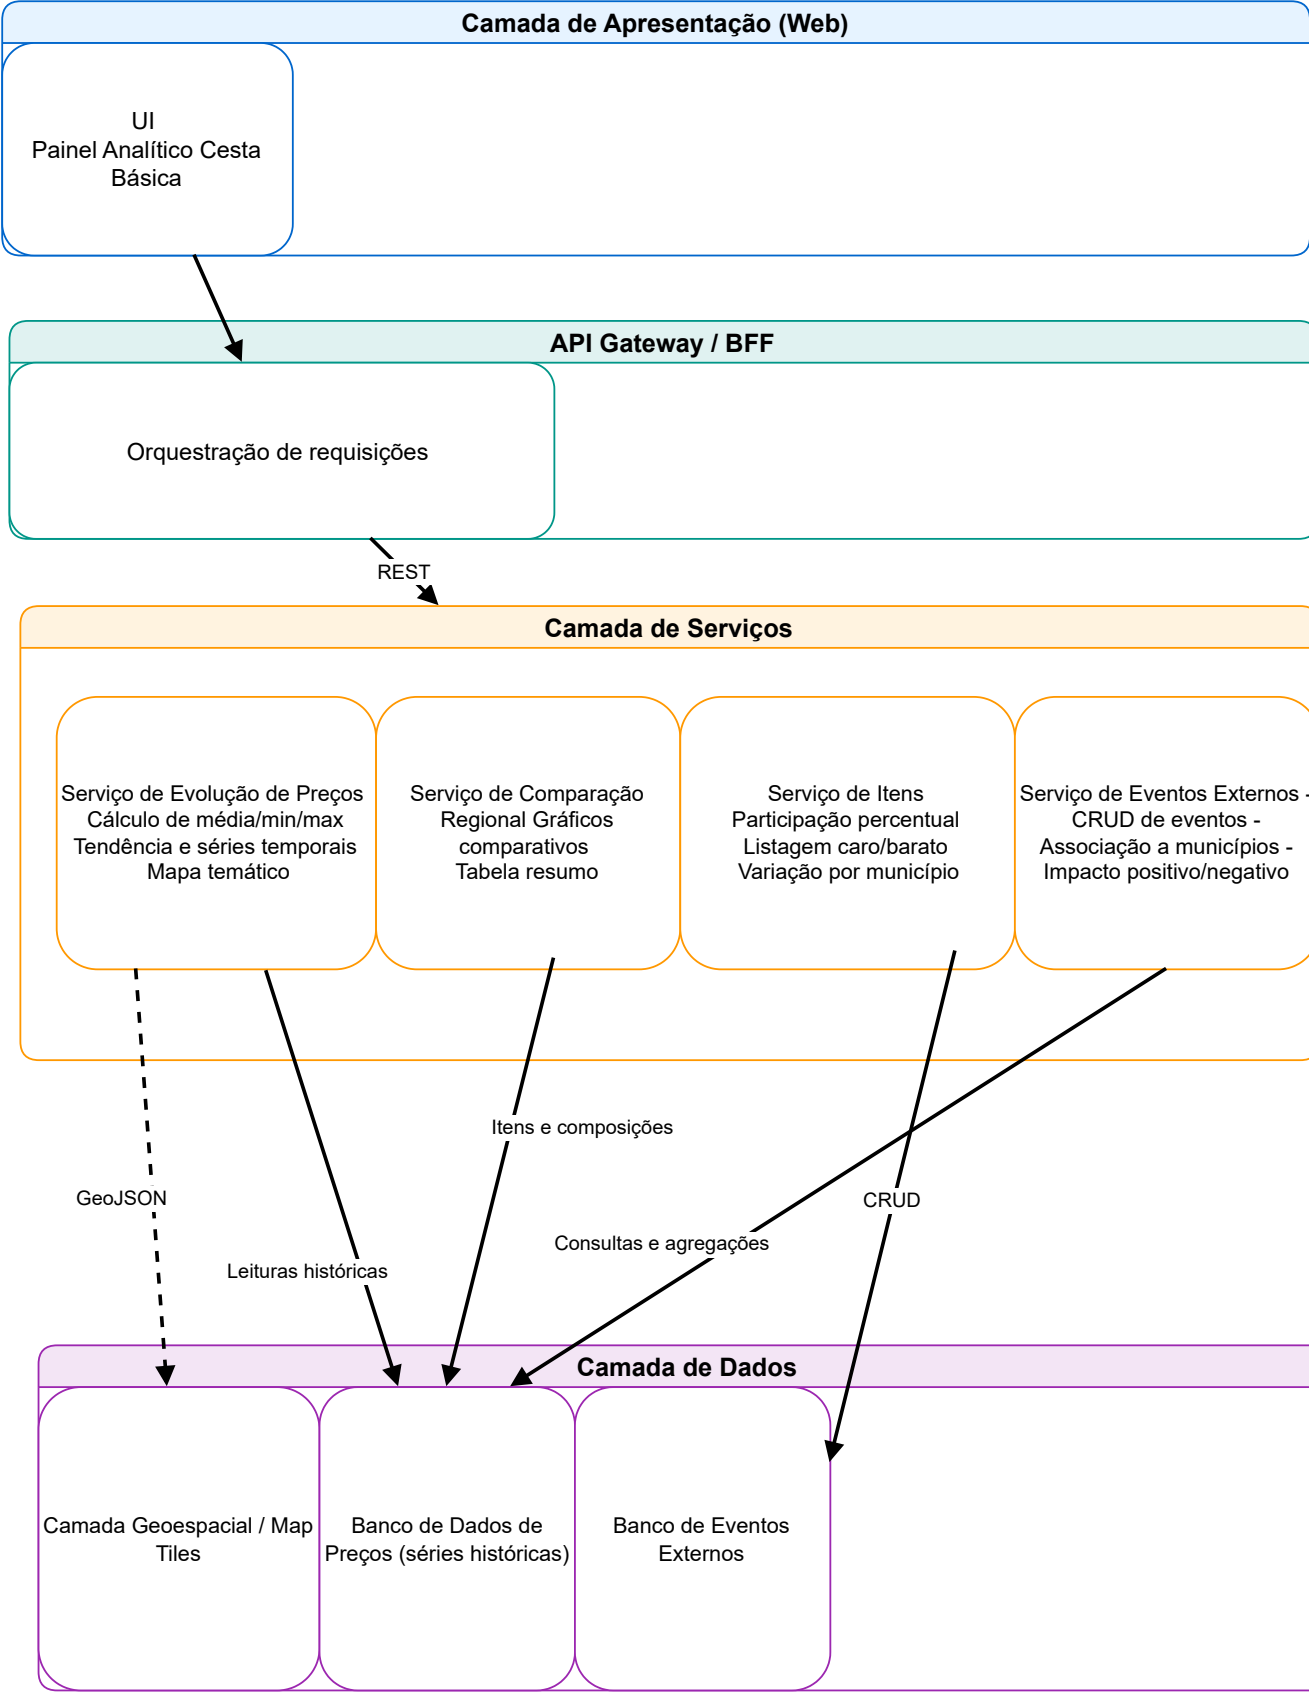 Camada de Apresentação (Web)
UI
Painel Analítico Cesta
Básica
API Gateway / BFF
Orquestração de requisições
REST
Camada de Serviços
Serviço de Evolução de Preços
Cálculo de média/min/max
Tendência e séries temporais
Mapa temático
Serviço de Comparação
Regional Gráficos
comparativos
Tabela resumo
Serviço de Itens
Participação percentual
Listagem caro/barato
Variação por município
Serviço de Eventos Externos -
CRUD de eventos -
Associação a municípios -
Impacto positivo/negativo
Itens e composições
GeoJSON
CRUD
Consultas e agregações
Leituras históricas
Camada de Dados
Camada Geoespacial / Map
Tiles
Banco de Dados de
Preços (séries históricas)
Banco de Eventos
Externos